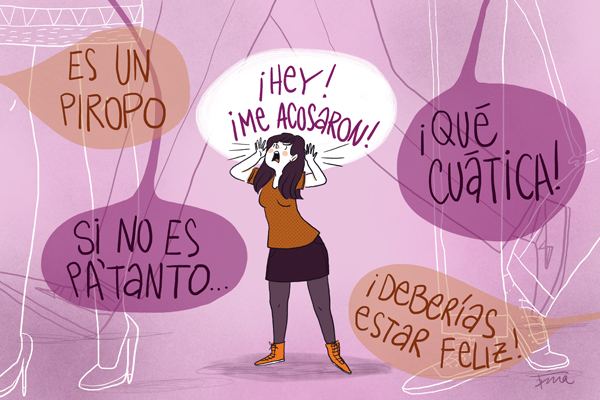 ES UN
PIROPO
¡HEY!
¡ME ACOSARON!
¡QUÉ
CUÁTICA!
SI NO ES
PA'TANTO...
¡DEBERÍAS
ESTAR FELIZ!